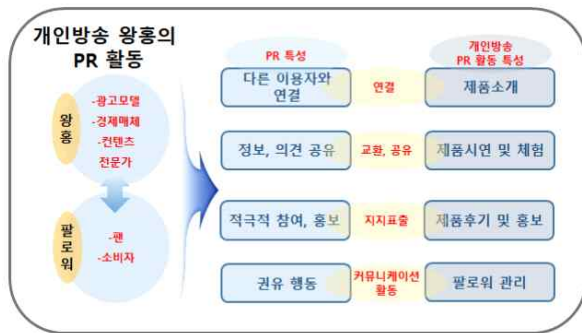 개인방송 왕홍의
PR 활동
왕홍
-광고모델
-경제매체
-컨텐츠
전문가
팔로워
-팬
-소비자
PR 특성
개인방송
PR 활동 특성
다른 이용자와
연결
연결
제품소개
정보, 의견 공유
교환, 공유
제품시연 및 체험
적극적 참여, 홍보
지지표출
제품후기 및 홍보
권유 행동
커뮤니케이션
활동
팔로워 관리